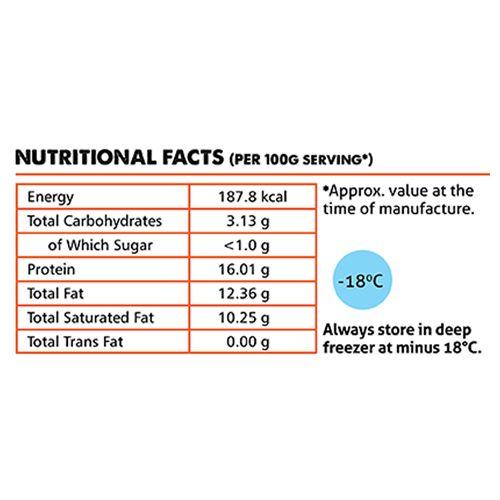 NUTRITIONAL FACTS (PER 100G SERVING*)
Energy 187.8 kcal
Total Carbohydrates 3.13 g
of Which Sugar <1.0 g
Protein 16.01 g
Total Fat 12.36 g
Total Saturated Fat 10.25 g
Total Trans Fat 0.00 g
*Approx. value at the
time of manufacture.
-18ºC
Always store in deep
freezer at minus 18°C.